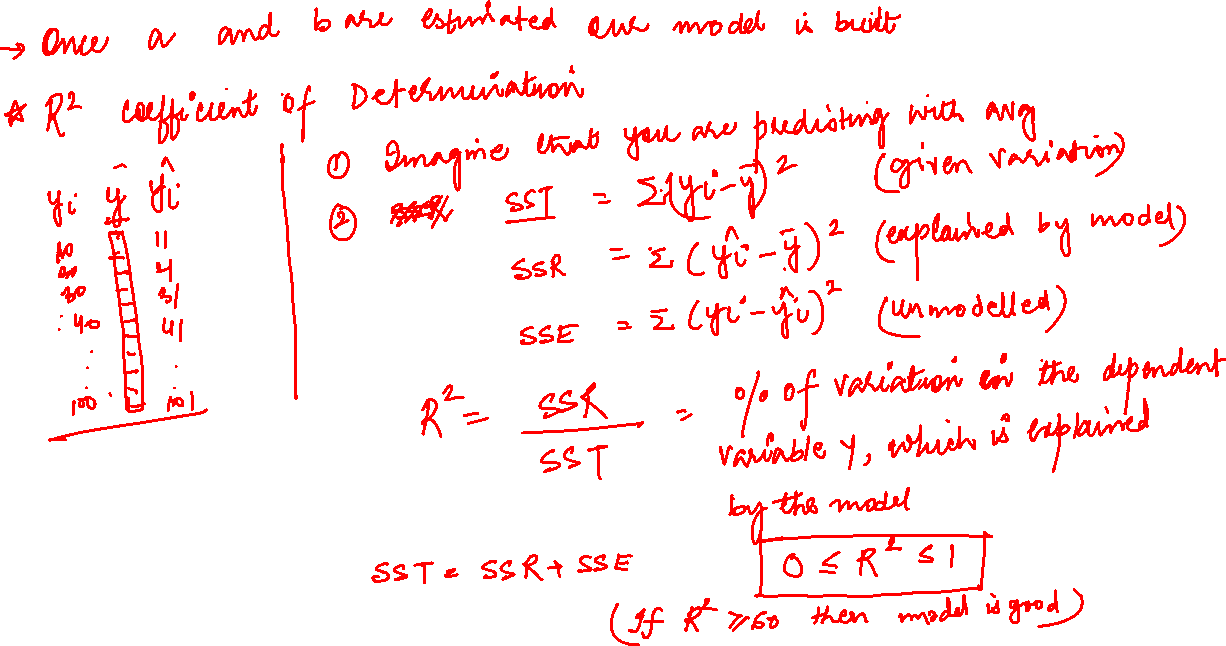 → Once a and b are estimated our model is built
* R² coefficient of Determination
① Imagine that you are predicting with avg
yi ŷ ŷi
② SST = Σ(yi - ȳ)² (given variation)
10 11
20 21
30 31
40 41
100 101
SSR = Σ(ŷi - ȳ)² (explained by model)
SSE = Σ(yi - ŷi)² (unmodelled)
R² = SSR / SST = % of variation in the dependent
variable y, which is explained
by the model
SST = SSR + SSE
0 ≤ R² ≤ 1
(If R² ≥ 60 then model is good)